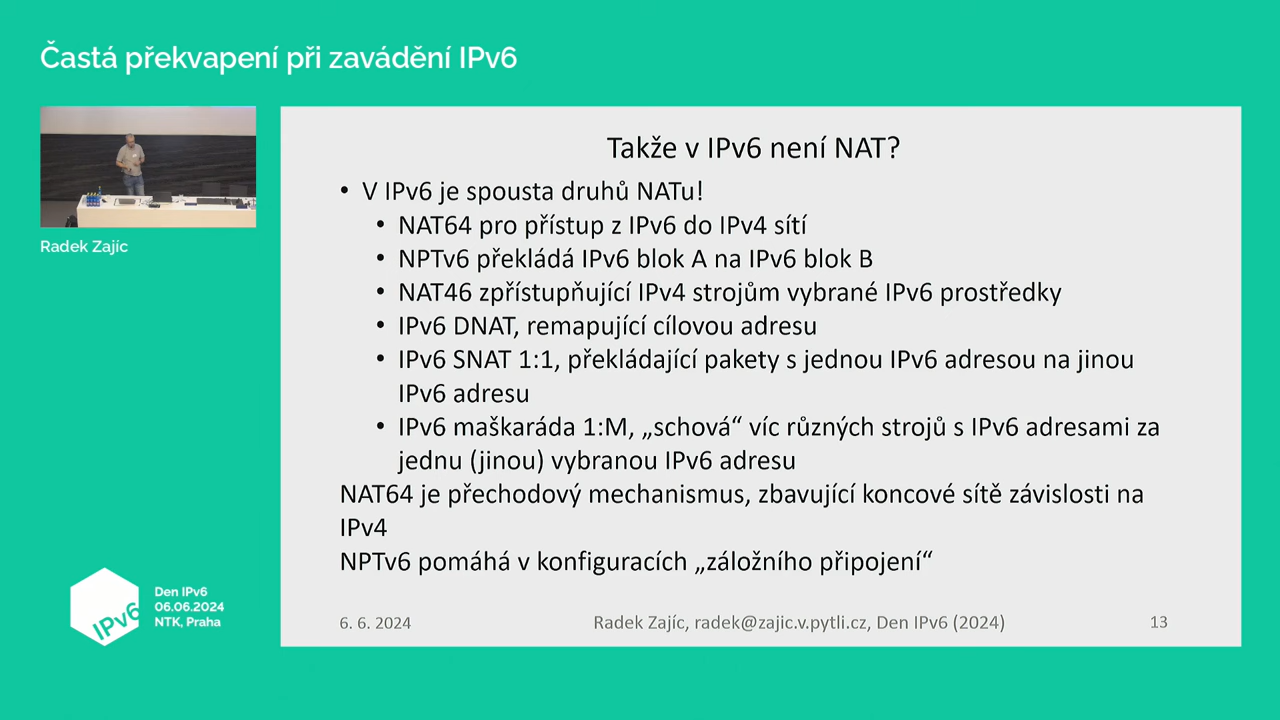 Častá překvapení při zavádění IPv6
Radek Zajíc
Takže v IPv6 není NAT?
• V IPv6 je spousta druhů NATu!
• NAT64 pro přístup z IPv6 do IPv4 sítí
• NPTv6 překládá IPv6 blok A na IPv6 blok B
• NAT46 zpřístupňující IPv4 strojům vybrané IPv6 prostředky
• IPv6 DNAT, remapující cílovou adresu
• IPv6 SNAT 1:1, překládající pakety s jednou IPv6 adresou na jinou
IPv6 adresu
• IPv6 maškaráda 1:M, „schová“ víc různých strojů s IPv6 adresami za
jednu (jinou) vybranou IPv6 adresu
NAT64 je přechodový mechanismus, zbavující koncové sítě závislosti na
IPv4
NPTv6 pomáhá v konfiguracích „záložního připojení“
6. 6. 2024
Radek Zajíc, radek@zajic.v.pytli.cz, Den IPv6 (2024)
13
IPv6
Den IPv6
06.06.2024
NTK, Praha